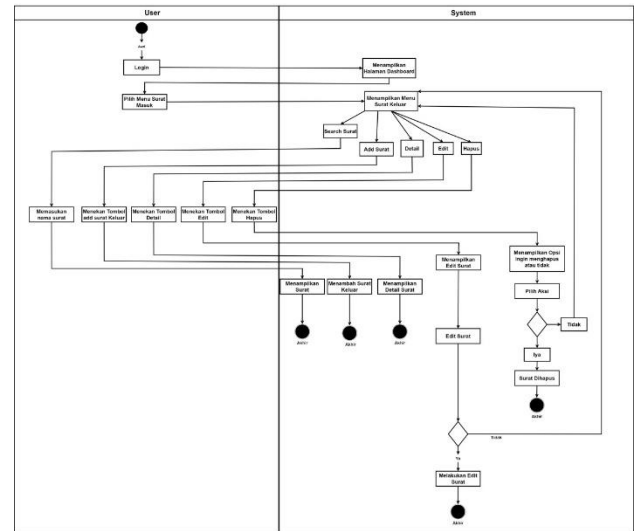 User
System
Awal
Login
Menampilkan
Halaman Dashboard
Pilih Menu Surat
Masuk
Menampilkan Menu
Surat Keluar
Search Surat
Add Surat
Detail
Edit
Hapus
Memasukan
nama surat
Menekan Tombol
add surat Keluar
Menekan Tombol
Detail
Menekan Tombol
Edit
Menekan Tombol
Hapus
Menampilkan
Edit Surat
Menampilkan Opsi
ingin menghapus
atau tidak
Menampilkan
Surat
Menambah Surat
Keluar
Menampilkan
Detail Surat
Pilih Aksi
Tidak
Edit Surat
Akhir
Akhir
Akhir
Iya
Surat Dihapus
Akhir
Tidak
Ya
Melakukan Edit
Surat
Akhir